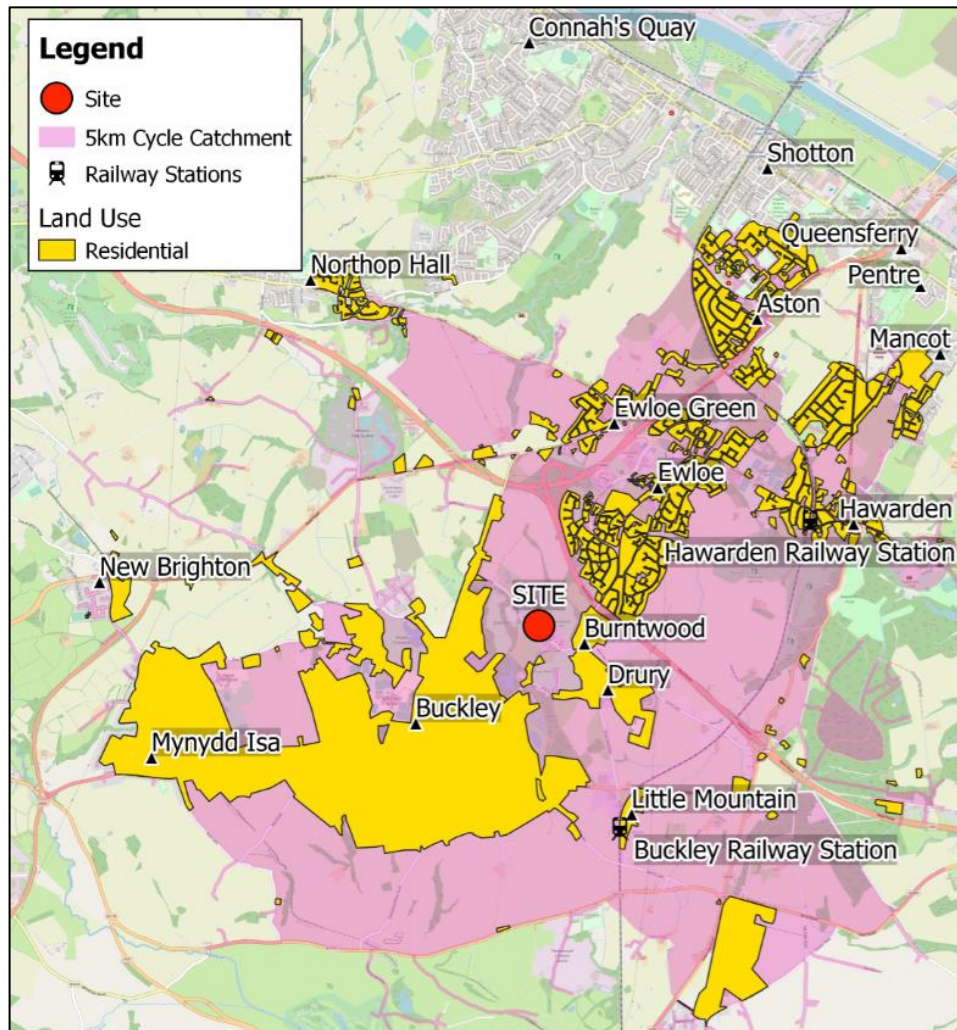 Legend
Site
5km Cycle Catchment
Railway Stations
Land Use
Residential
Connah's Quay
Shotton
Queensferry
Northop Hall
Pentre
Aston
Mancot
Ewloe Green
Ewloe
Hawarden
Hawarden Railway Station
New Brighton
SITE
Burntwood
Drury
Buckley
Mynydd Isa
Little Mountain
Buckley Railway Station